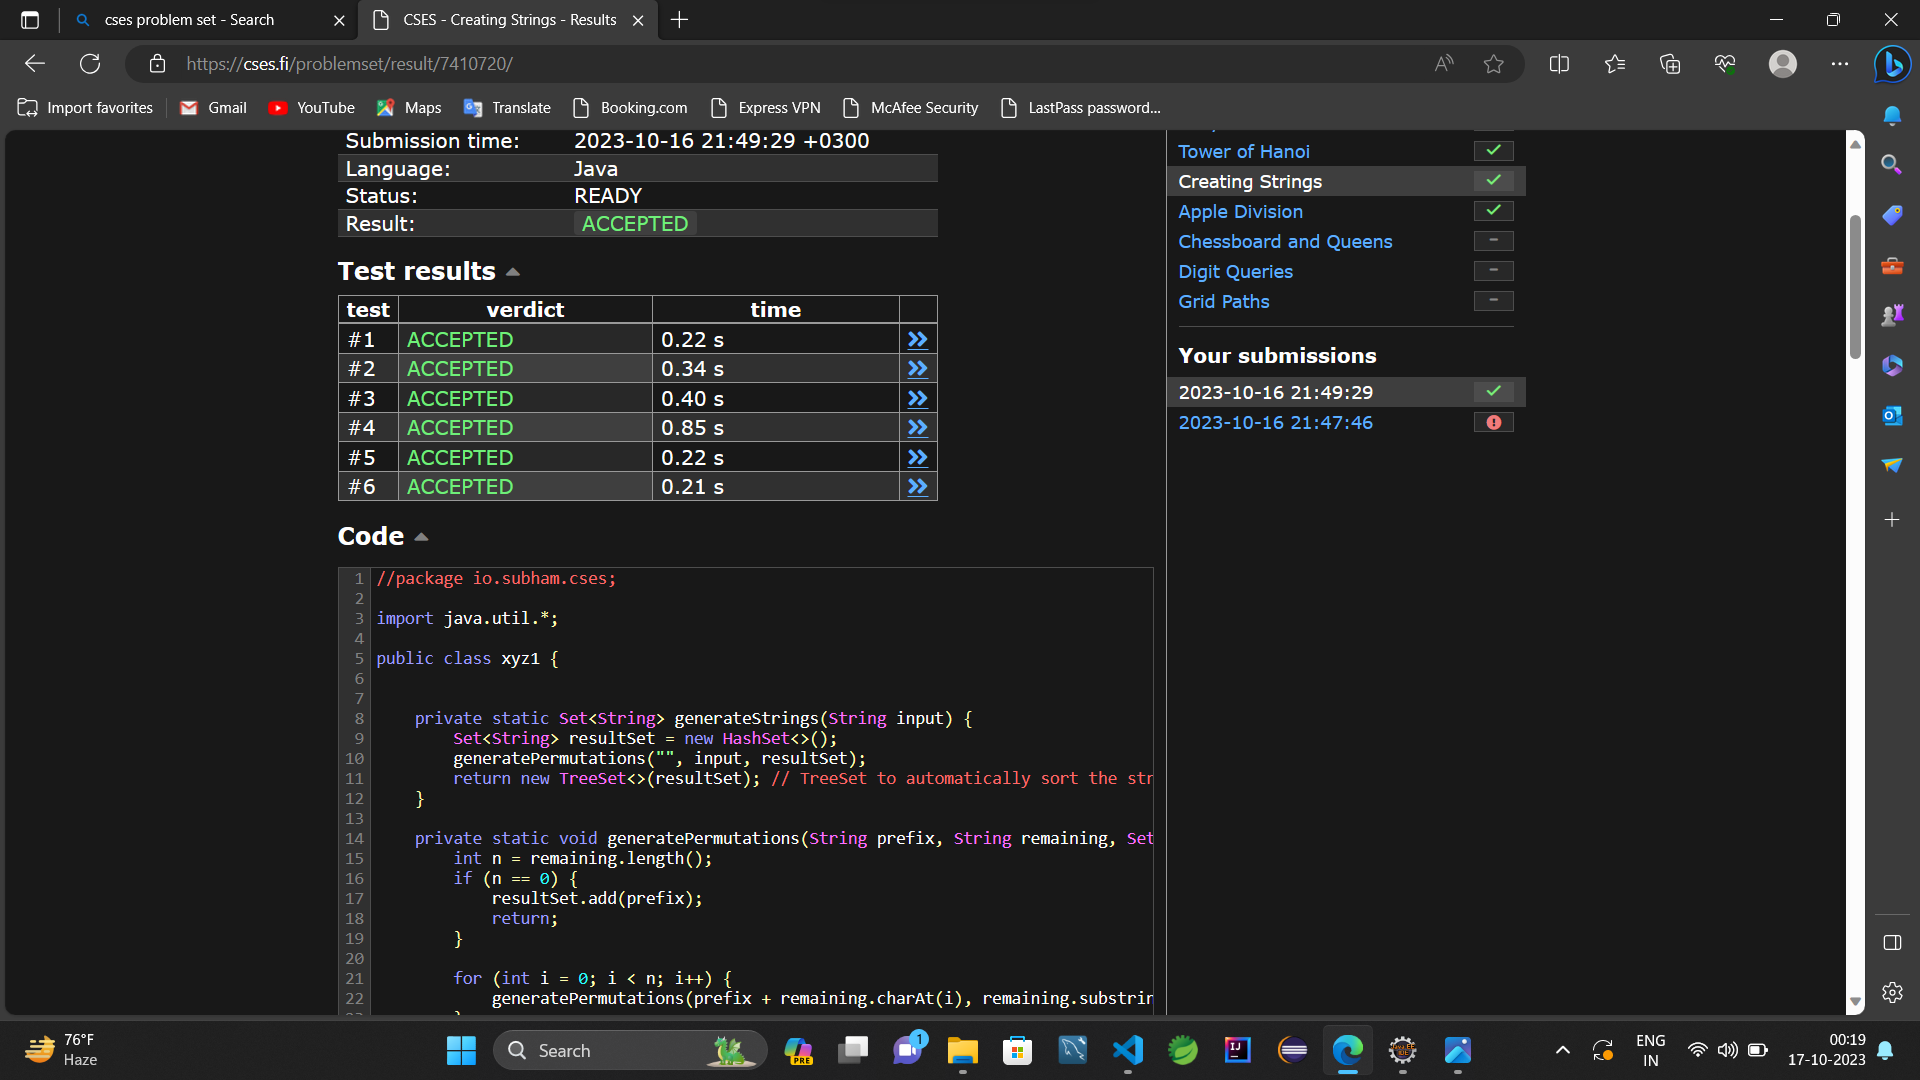 cses problem set - Search
CSES - Creating Strings - Results
https://cses.fi/problemset/result/7410720/
Import favorites
Gmail
YouTube
Maps
Translate
Booking.com
Express VPN
McAfee Security
LastPass password...
Submission time: 2023-10-16 21:49:29 +0300
Language: Java
Status: READY
Result: ACCEPTED
Test results
test verdict time
#1 ACCEPTED 0.22 s
#2 ACCEPTED 0.34 s
#3 ACCEPTED 0.40 s
#4 ACCEPTED 0.85 s
#5 ACCEPTED 0.22 s
#6 ACCEPTED 0.21 s
Code
1 //package io.subham.cses;
2
3 import java.util.*;
4
5 public class xyz1 {
6
7
8 private static Set<String> generateStrings(String input) {
9 Set<String> resultSet = new HashSet<>();
10 generatePermutations("", input, resultSet);
11 return new TreeSet<>(resultSet); // TreeSet to automatically sort the str
12 }
13
14 private static void generatePermutations(String prefix, String remaining, Set
15 int n = remaining.length();
16 if (n == 0) {
17 resultSet.add(prefix);
18 return;
19 }
20
21 for (int i = 0; i < n; i++) {
22 generatePermutations(prefix + remaining.charAt(i), remaining.substrin
Tower of Hanoi
Creating Strings
Apple Division
Chessboard and Queens
Digit Queries
Grid Paths
Your submissions
2023-10-16 21:49:29
2023-10-16 21:47:46
76°F
Haze
Search
PRE
1
IJ
ENG
IN
00:19
17-10-2023